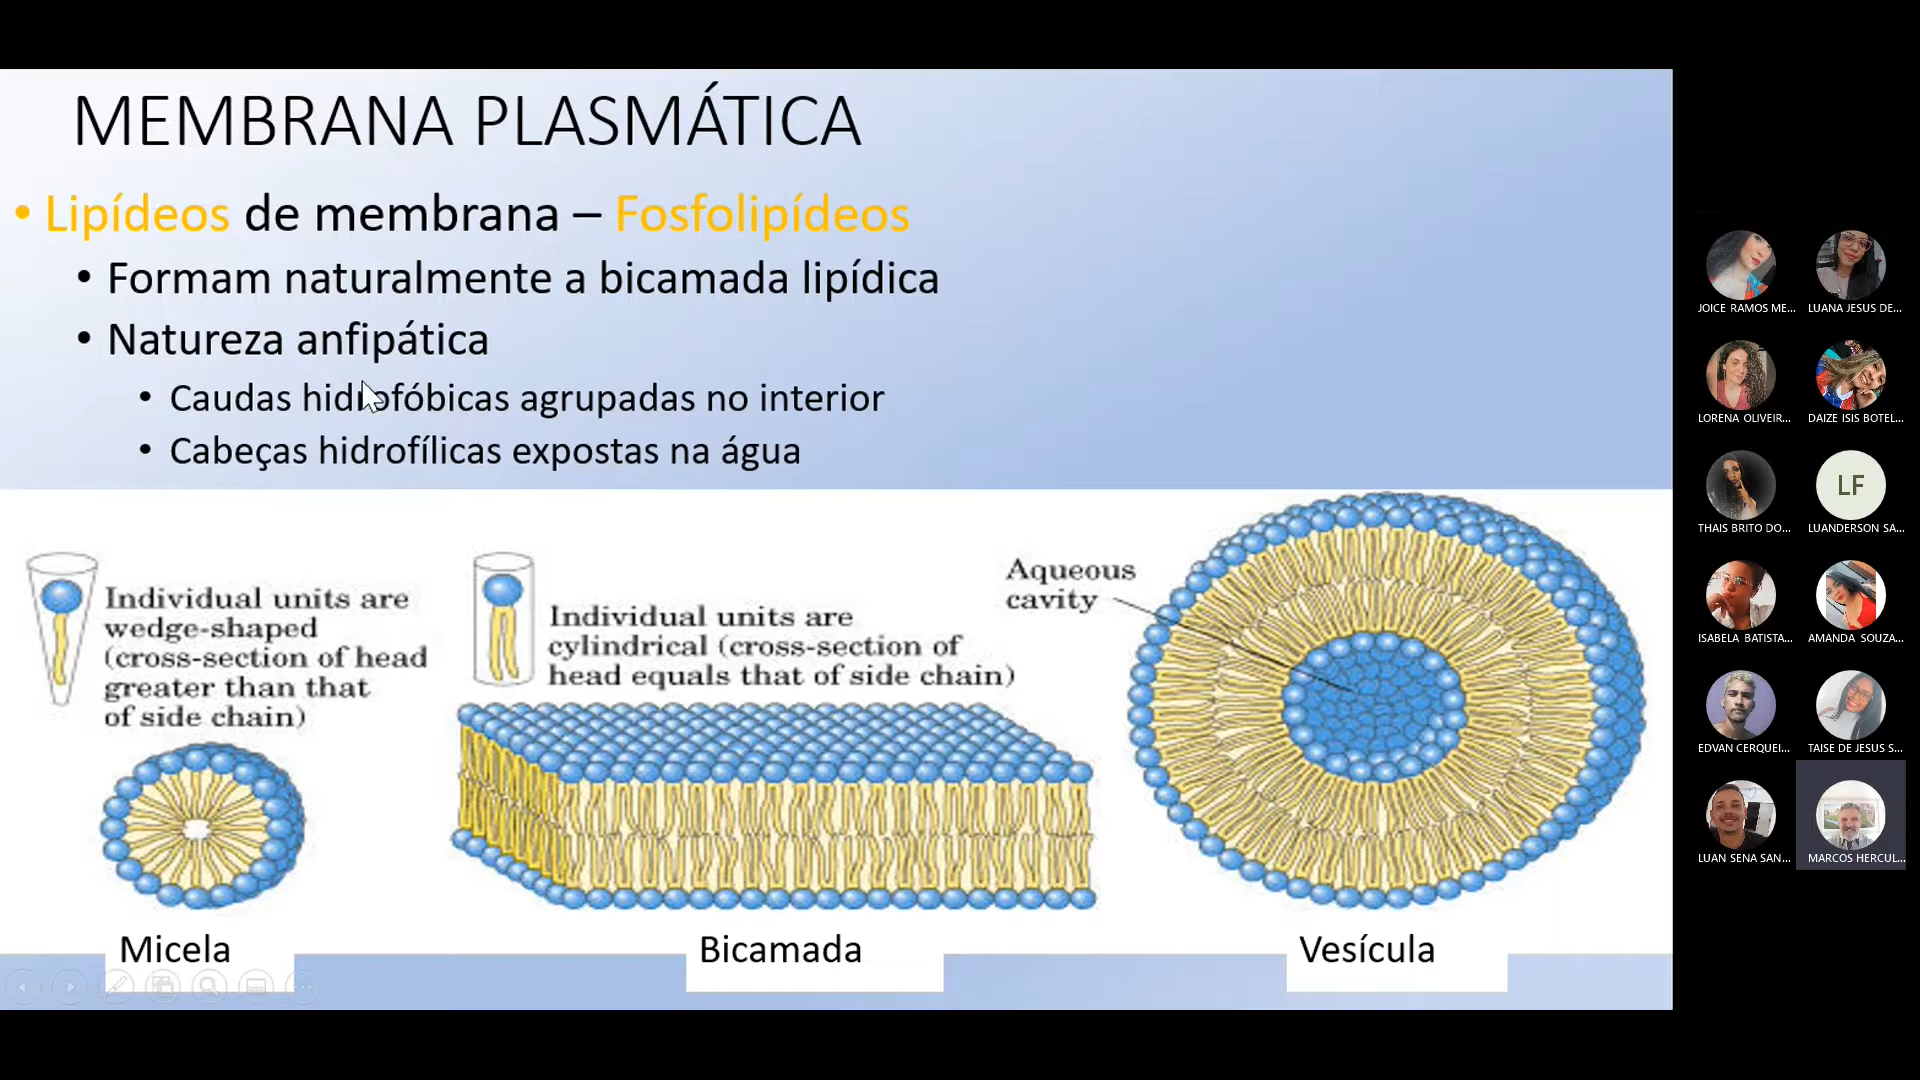 MEMBRANA PLASMÁTICA
• Lipídeos de membrana – Fosfolipídeos
• Formam naturalmente a bicamada lipídica
• Natureza anfipática
• Caudas hidrofóbicas agrupadas no interior
• Cabeças hidrofílicas expostas na água
Individual units are
wedge-shaped
(cross-section of head
greater than that
of side chain)
Individual units are
cylindrical (cross-section of
head equals that of side chain)
Aqueous
cavity
Micela
Bicamada
Vesícula
JOICE RAMOS ME...
LUANA JESUS DE...
LORENA OLIVEIR...
DAIZE ISIS BOTEL...
THAIS BRITO DO...
LF
LUANDERSON SA...
ISABELA BATISTA...
AMANDA SOUZA...
EDVAN CERQUEI...
TAISE DE JESUS S...
LUAN SENA SAN...
MARCOS HERCUL...